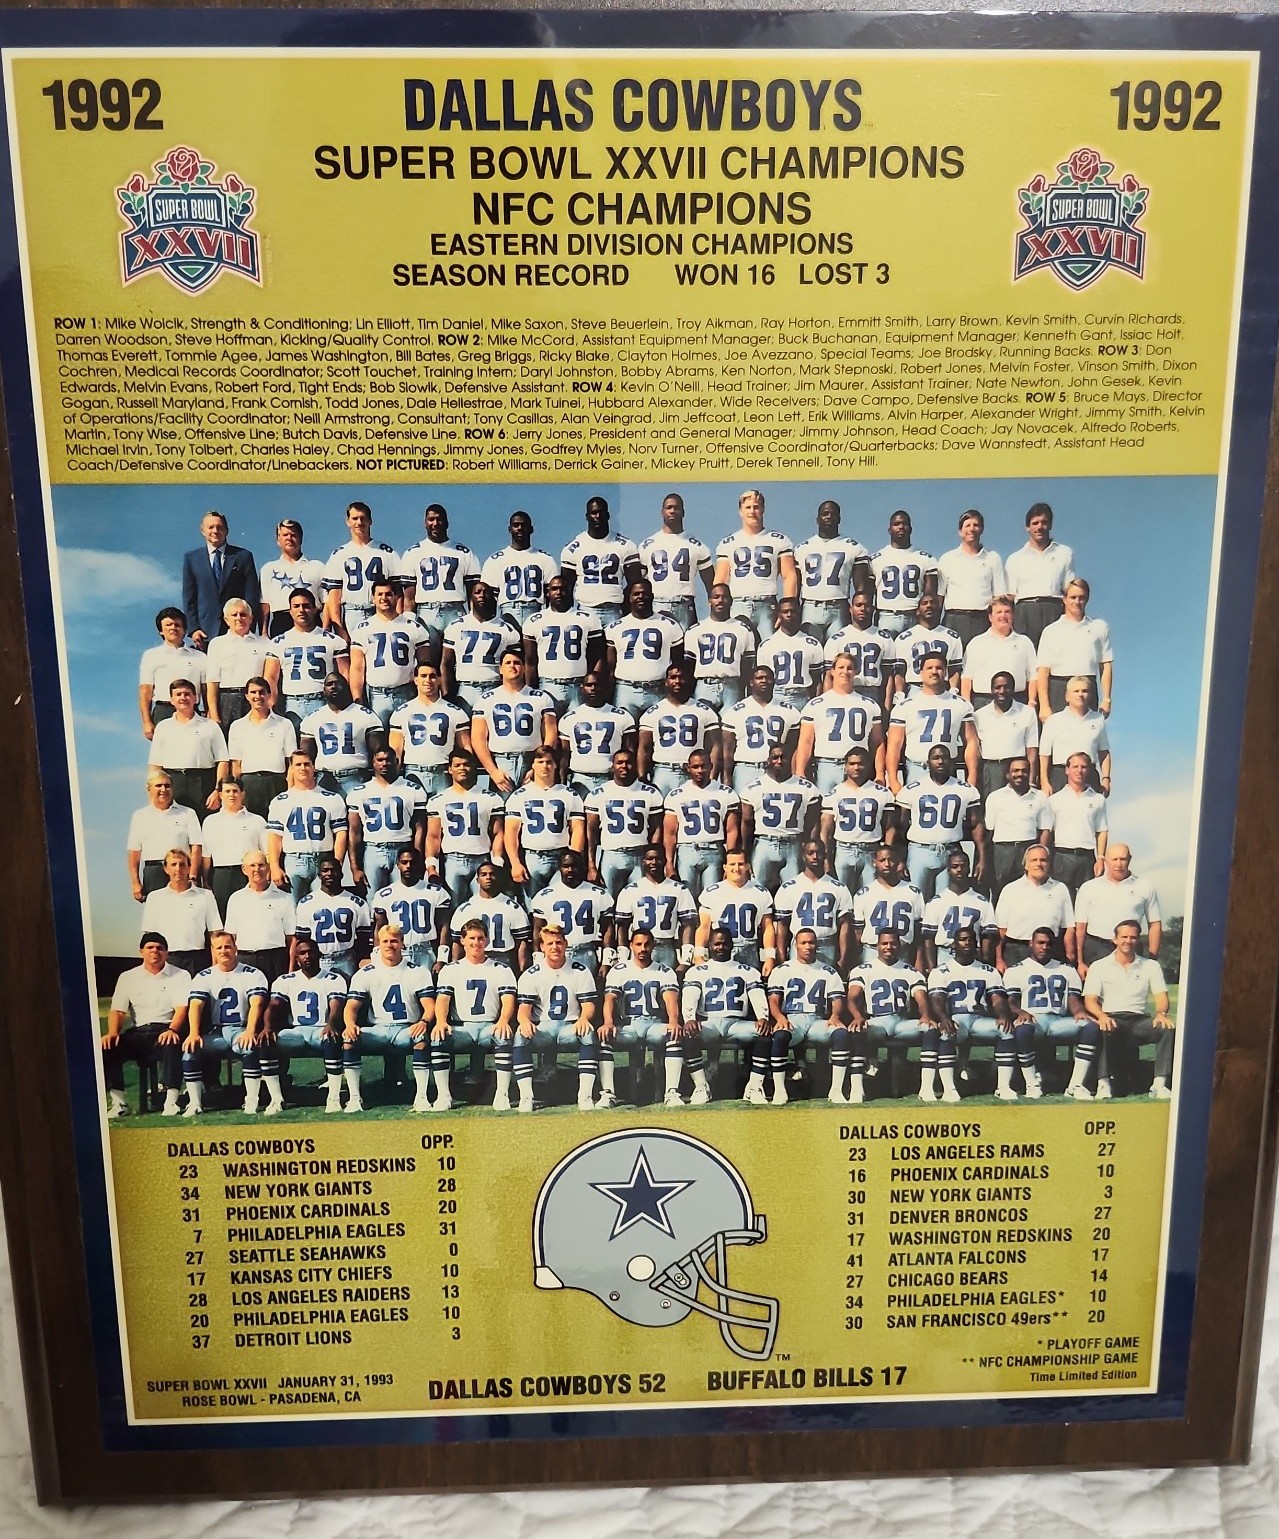 1992 DALLAS COWBOYS 1992
SUPER BOWL XXVII CHAMPIONS
NFC CHAMPIONS
EASTERN DIVISION CHAMPIONS
SEASON RECORD WON 16 LOST 3
SUPER BOWL
XXVII
SUPER BOWL
XXVII
ROW 1: Mike Wolcik, Strength & Conditioning; Lin Elliott, Tim Daniel, Mike Saxon, Steve Beuerlein, Troy Aikman, Ray Horton, Emmitt Smith, Larry Brown, Kevin Smith, Curvin Richards,
Darren Woodson, Steve Hoffman, Kicking/Quality Control. ROW 2: Mike McCord, Assistant Equipment Manager; Buck Buchanan, Equipment Manager; Kenneth Gant, Issiac Holt,
Thomas Everett, Tommie Agee, James Washington, Bill Bates, Greg Briggs, Ricky Blake, Clayton Holmes, Joe Avezzano, Special Teams; Joe Brodsky, Running Backs. ROW 3: Don
Cochren, Medical Records Coordinator; Scott Touchet, Training Intern; Daryl Johnston, Bobby Abrams, Ken Norton, Mark Stepnoski, Robert Jones, Melvin Foster, Vinson Smith, Dixon
Edwards, Melvin Evans, Robert Ford, Tight Ends; Bob Slowik, Defensive Assistant. ROW 4: Kevin O'Neill, Head Trainer; Jim Maurer, Assistant Trainer; Nate Newton, John Gesek, Kevin
Gogan, Russell Maryland, Frank Cornish, Todd Jones, Dale Hellestrae, Mark Tuinei, Hubbard Alexander, Wide Receivers; Dave Campo, Defensive Backs. ROW 5: Bruce Mays, Director
of Operations/Facility Coordinator; Neill Armstrong, Consultant; Tony Casillas, Alan Veingrad, Jim Jeffcoat, Leon Lett, Erik Williams, Alvin Harper, Alexander Wright, Jimmy Smith, Kelvin
Martin, Tony Wise, Offensive Line; Butch Davis, Defensive Line. ROW 6: Jerry Jones, President and General Manager; Jimmy Johnson, Head Coach; Jay Novacek, Alfredo Roberts,
Michael Irvin, Tony Tolbert, Charles Haley, Chad Hennings, Jimmy Jones, Godfrey Myles, Norv Turner, Offensive Coordinator/Quarterbacks; Dave Wannstedt, Assistant Head
Coach/Defensive Coordinator/Linebackers. NOT PICTURED: Robert Williams, Derrick Gainer, Mickey Pruitt, Derek Tennell, Tony Hill.
84 87 88 92 94 95 97 98
75 76 77 78 79 80 81 82 83
61 63 66 67 68 69 70 71
48 50 51 53 55 56 57 58 60
29 30 31 34 37 40 42 46 47
2 3 4 7 8 20 22 24 26 27 28
DALLAS COWBOYS OPP.
23 WASHINGTON REDSKINS 10
34 NEW YORK GIANTS 28
31 PHOENIX CARDINALS 20
7 PHILADELPHIA EAGLES 31
27 SEATTLE SEAHAWKS 0
17 KANSAS CITY CHIEFS 10
28 LOS ANGELES RAIDERS 13
20 PHILADELPHIA EAGLES 10
37 DETROIT LIONS 3
DALLAS COWBOYS OPP.
23 LOS ANGELES RAMS 27
16 PHOENIX CARDINALS 10
30 NEW YORK GIANTS 3
31 DENVER BRONCOS 27
17 WASHINGTON REDSKINS 20
41 ATLANTA FALCONS 17
27 CHICAGO BEARS 14
34 PHILADELPHIA EAGLES* 10
30 SAN FRANCISCO 49ers** 20
* PLAYOFF GAME
** NFC CHAMPIONSHIP GAME
Time Limited Edition
TM
SUPER BOWL XXVII JANUARY 31, 1993
ROSE BOWL - PASADENA, CA
DALLAS COWBOYS 52 BUFFALO BILLS 17